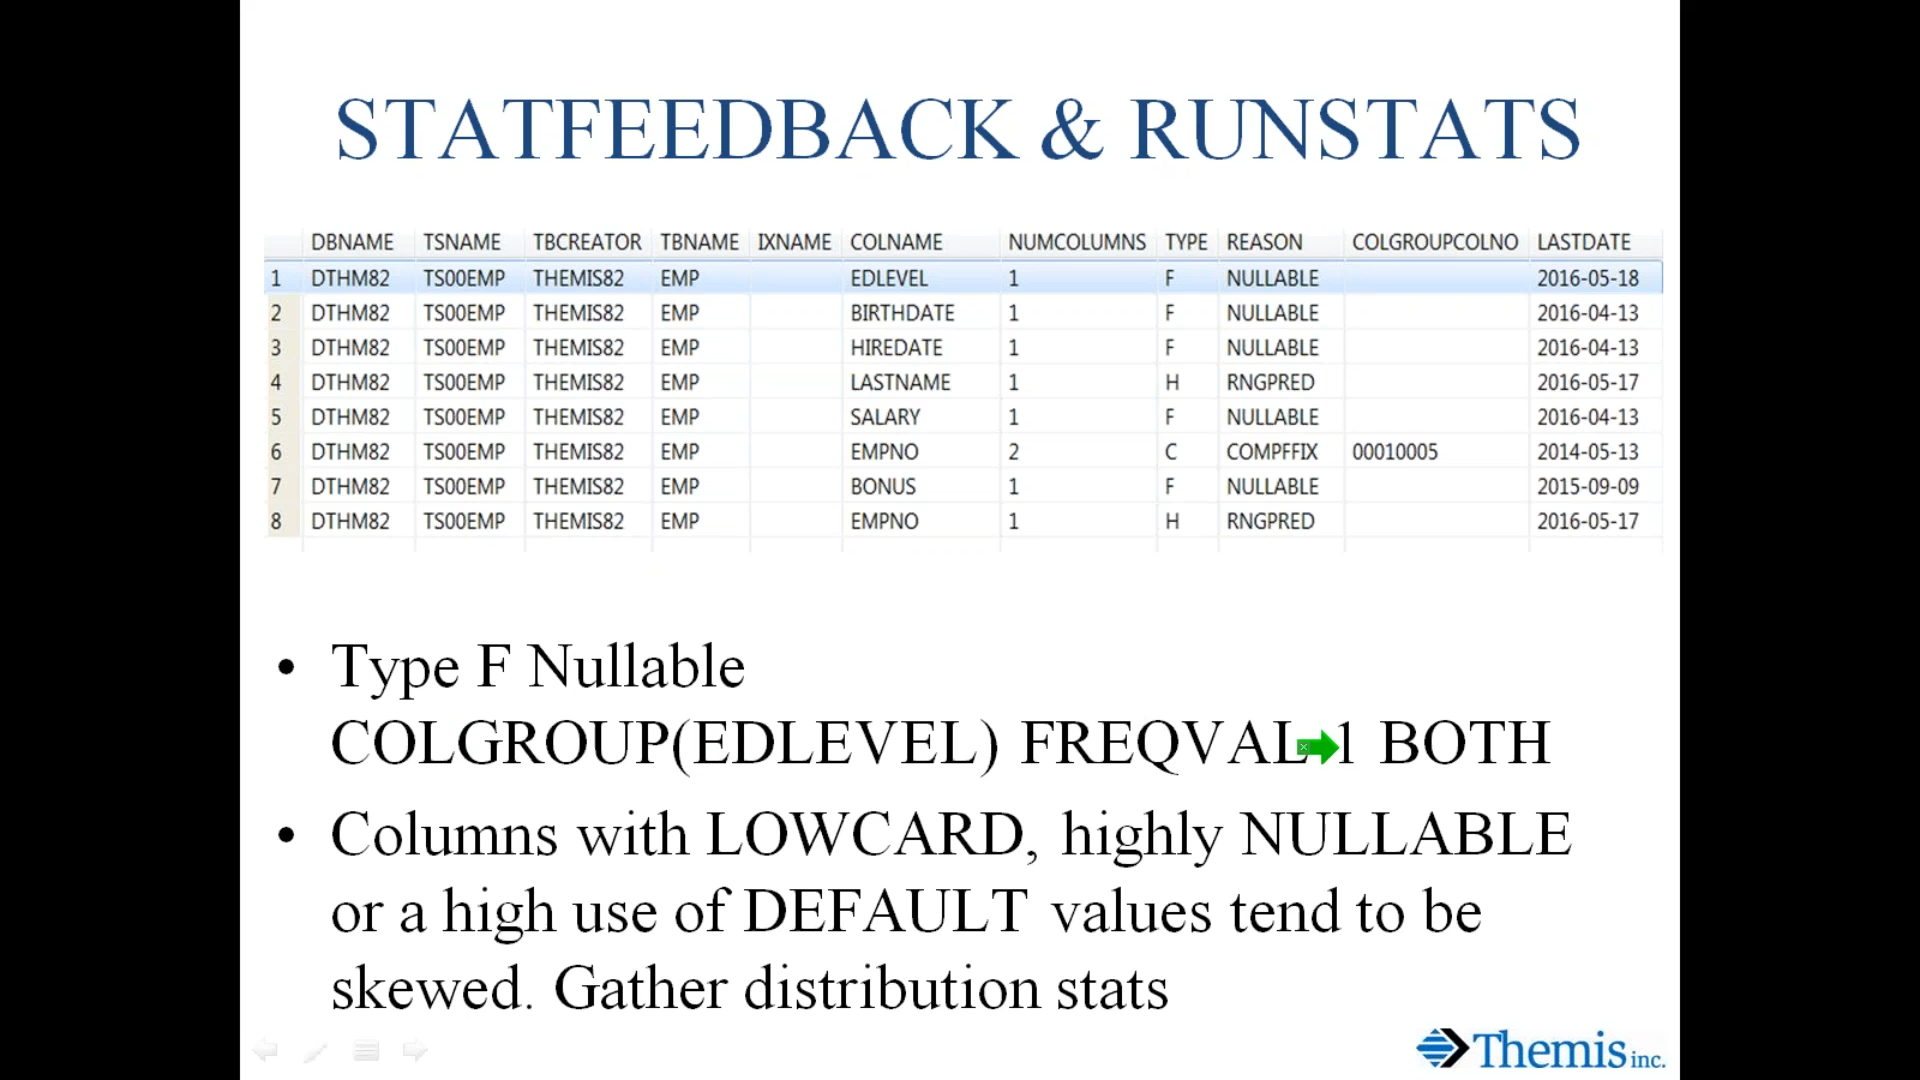 STATFEEDBACK & RUNSTATS
DBNAME TSNAME TBCREATOR TBNAME IXNAME COLNAME NUMCOLUMNS TYPE REASON COLGROUPCOLNO LASTDATE
1 DTHM82 TS00EMP THEMIS82 EMP EDLEVEL 1 F NULLABLE 2016-05-18
2 DTHM82 TS00EMP THEMIS82 EMP BIRTHDATE 1 F NULLABLE 2016-04-13
3 DTHM82 TS00EMP THEMIS82 EMP HIREDATE 1 F NULLABLE 2016-04-13
4 DTHM82 TS00EMP THEMIS82 EMP LASTNAME 1 H RNGPRED 2016-05-17
5 DTHM82 TS00EMP THEMIS82 EMP SALARY 1 F NULLABLE 2016-04-13
6 DTHM82 TS00EMP THEMIS82 EMP EMPNO 2 C COMPFFIX 00010005 2014-05-13
7 DTHM82 TS00EMP THEMIS82 EMP BONUS 1 F NULLABLE 2015-09-09
8 DTHM82 TS00EMP THEMIS82 EMP EMPNO 1 H RNGPRED 2016-05-17
• Type F Nullable
COLGROUP(EDLEVEL) FREQVAL 1 BOTH
• Columns with LOWCARD, highly NULLABLE
or a high use of DEFAULT values tend to be
skewed. Gather distribution stats
Themis inc.